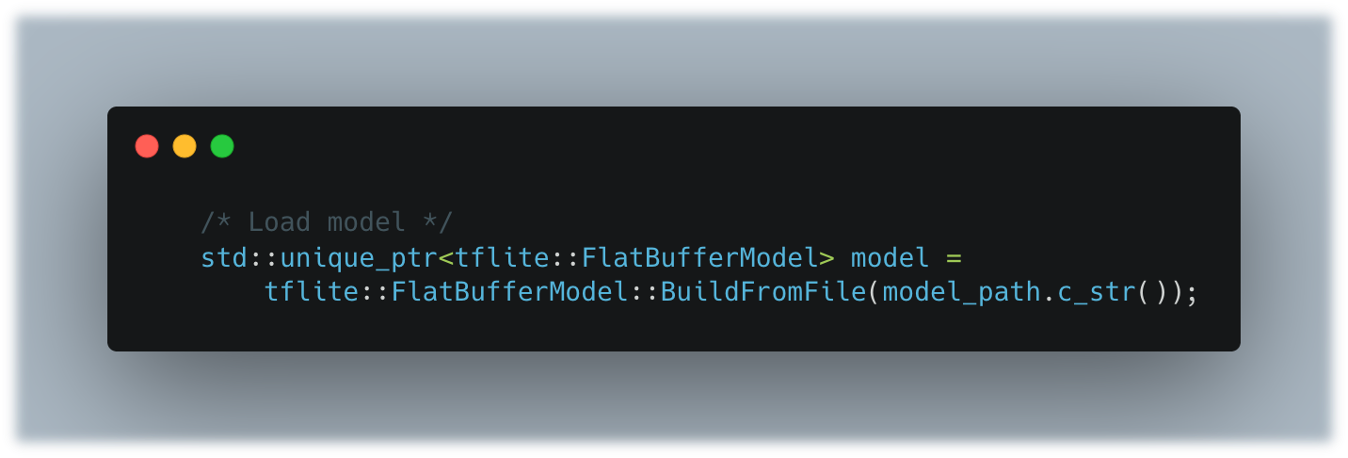 /* Load model */
std::unique_ptr<tflite::FlatBufferModel> model =
tflite::FlatBufferModel::BuildFromFile(model_path.c_str());